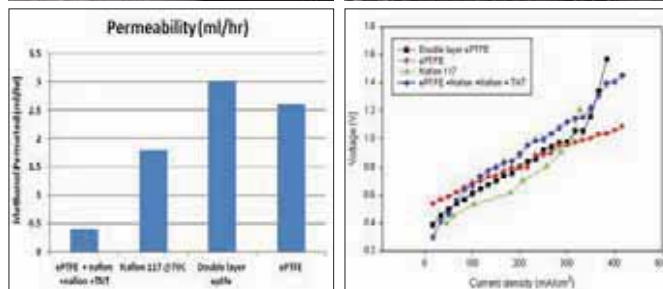 Permeability (ml/hr)
Methanol Permeated (ml/hr)
3.5
3
2.5
2
1.5
1
0.5
0
ePTFE + nafion +nafion +TNT
Nafion 117 @70C
Double layer eptfe
ePTFE
Double layer ePTFE
ePTFE
Nafion 117
ePTFE +Nafion +Nafion + TNT
Voltage (V)
1.8
1.6
1.4
1.2
1.0
0.8
0.6
0.4
0.2
0
100
200
300
400
Current density (mA/cm²)